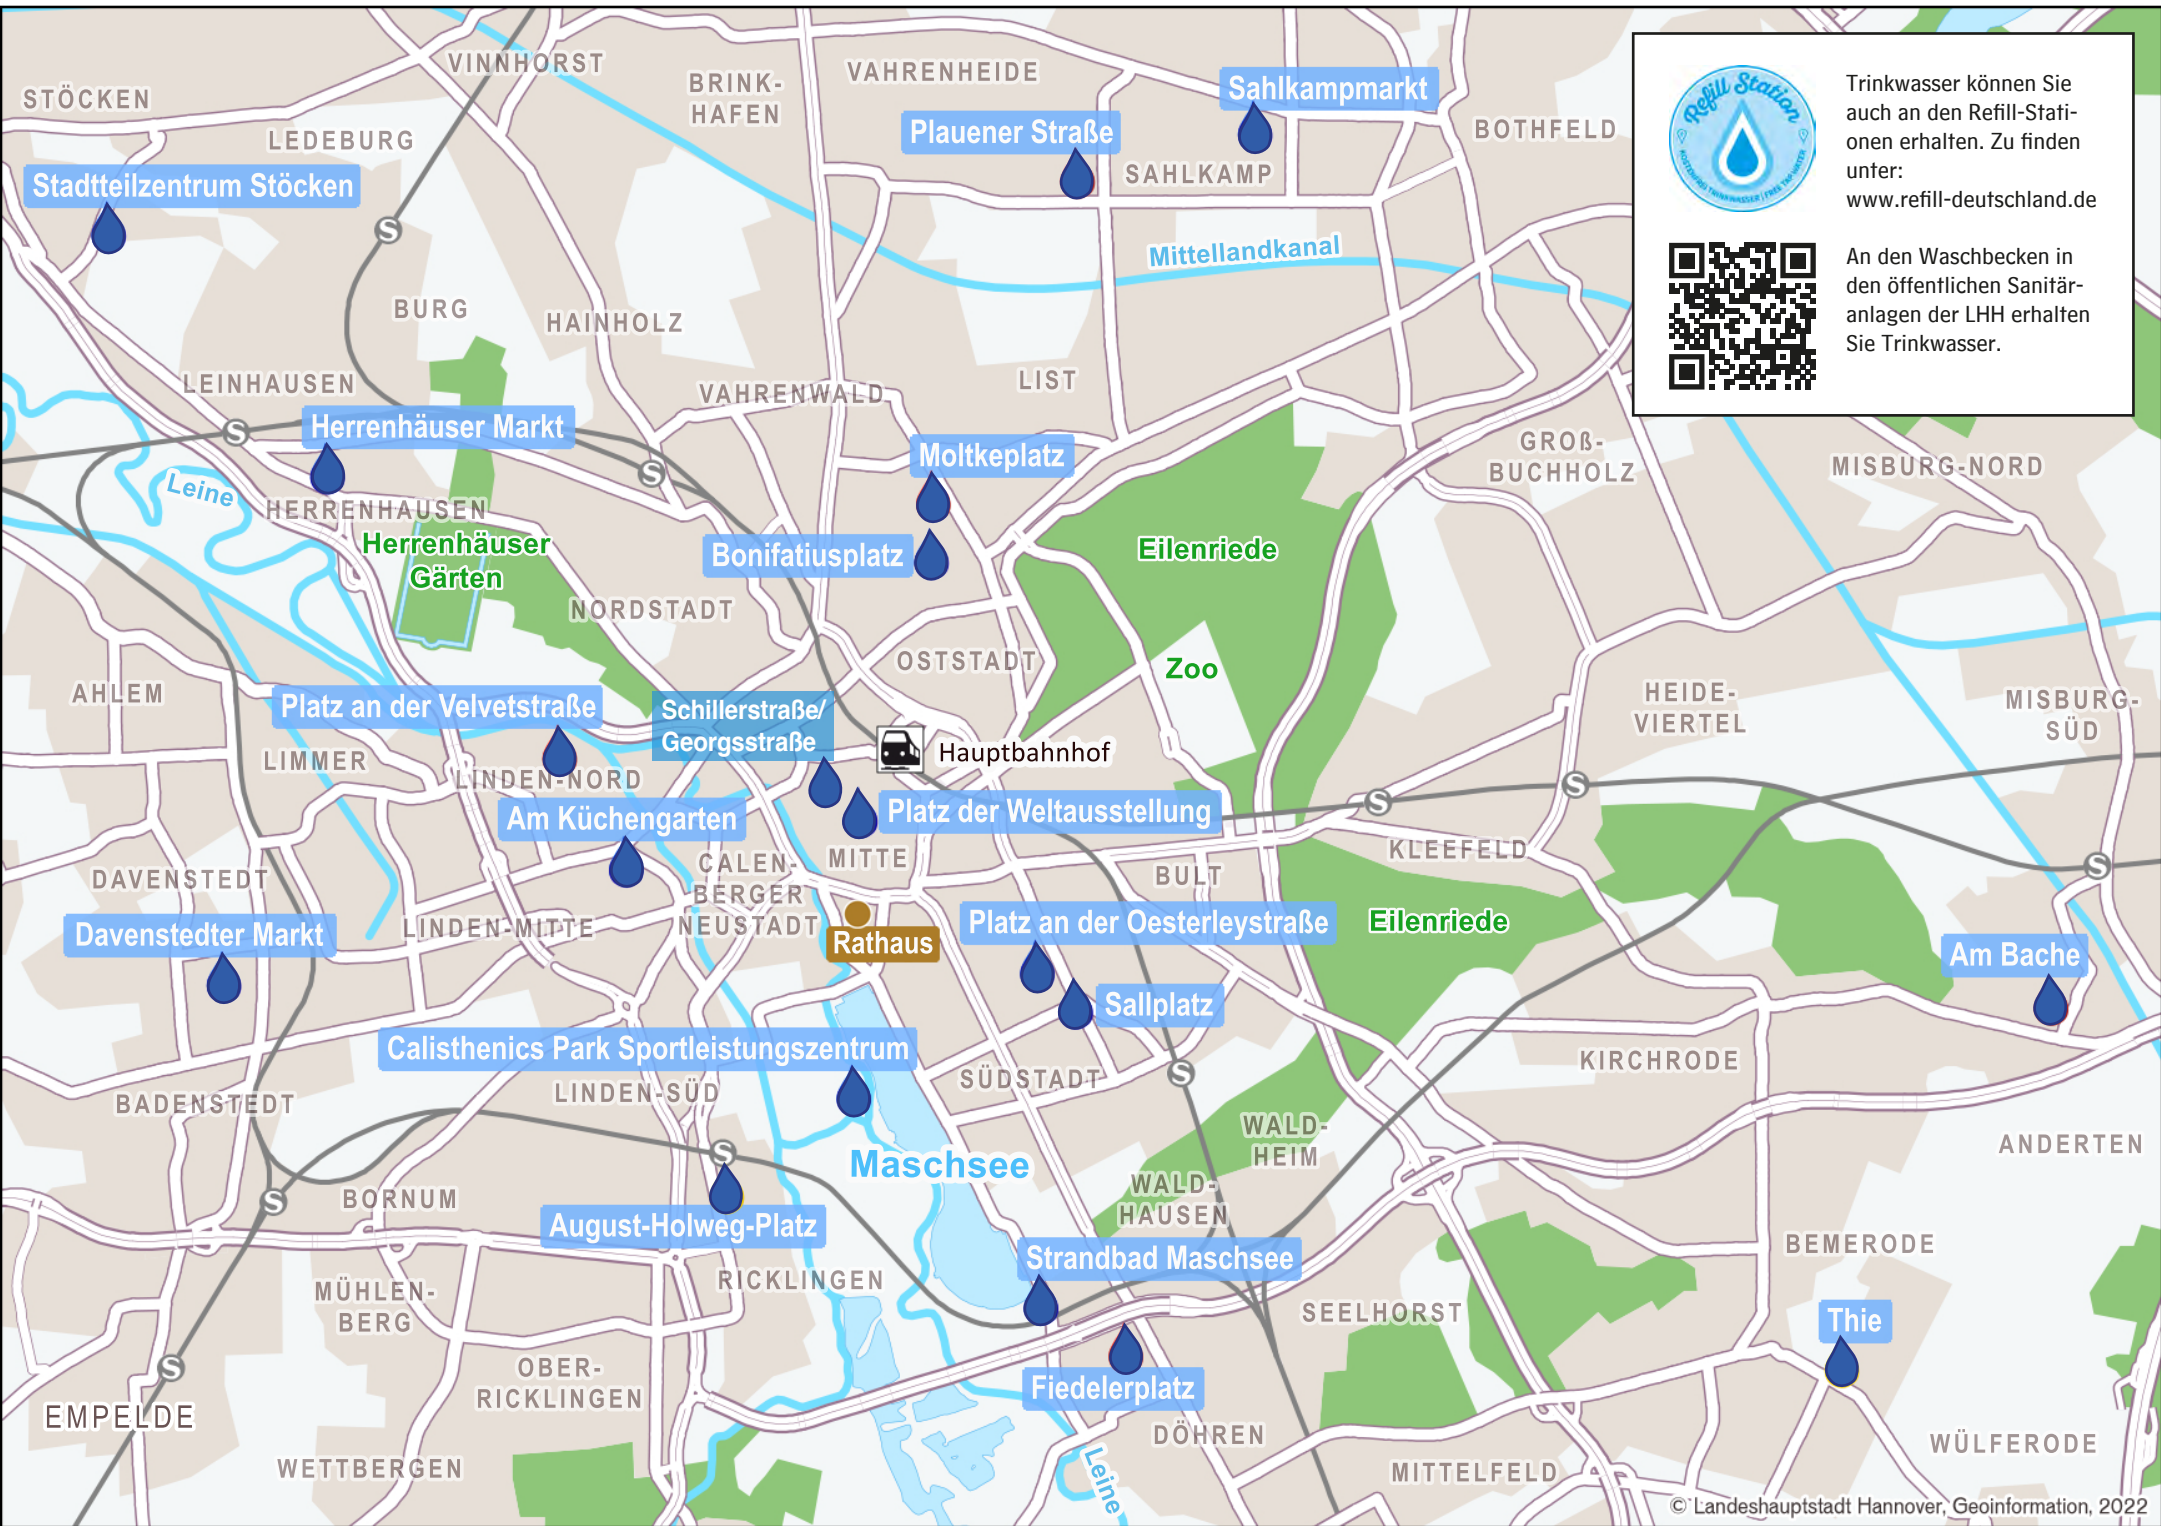 VINNHORST
BRINK-
HAFEN
VAHRENHEIDE
Sahlkampmarkt
STÖCKEN
LEDEBURG
Plauener Straße
BOTHFELD
SAHLKAMP
Stadtteilzentrum Stöcken
Refill Station
KOSTENFREI TRINKWASSER | FREE TAP WATER
Trinkwasser können Sie
auch an den Refill-Stati-
onen erhalten. Zu finden
unter:
www.refill-deutschland.de
An den Waschbecken in
den öffentlichen Sanitär-
anlagen der LHH erhalten
Sie Trinkwasser.
S
Mittellandkanal
BURG
HAINHOLZ
LEINHAUSEN
VAHRENWALD
LIST
S
Herrenhäuser Markt
Moltkeplatz
S
GROß-
BUCHHOLZ
MISBURG-NORD
Leine
HERRENHAUSEN
Herrenhäuser
Gärten
Bonifatiusplatz
Eilenriede
NORDSTADT
OSTSTADT
Zoo
AHLEM
Platz an der Velvetstraße
Schillerstraße/
Georgsstraße
HEIDE-
VIERTEL
MISBURG-
SÜD
LIMMER
LINDEN-NORD
Hauptbahnhof
S
S
Am Küchengarten
Platz der Weltausstellung
MITTE
CALEN-
BERGER
NEUSTADT
KLEEFELD
BULT
S
DAVENSTEDT
LINDEN-MITTE
Davenstedter Markt
Rathaus
Platz an der Oesterleystraße
Eilenriede
Am Bache
Sallplatz
Calisthenics Park Sportleistungszentrum
KIRCHRODE
SÜDSTADT
S
LINDEN-SÜD
BADENSTEDT
WALD-
HEIM
ANDERTEN
S
Maschsee
WALD-
HAUSEN
S
BORNUM
August-Holweg-Platz
BEMERODE
Strandbad Maschsee
RICKLINGEN
MÜHLEN-
BERG
SEELHORST
Thie
S
OBER-
RICKLINGEN
Fiedelerplatz
EMPELDE
DÖHREN
WÜLFERODE
WETTBERGEN
Leine
MITTELFELD
© Landeshauptstadt Hannover, Geoinformation, 2022